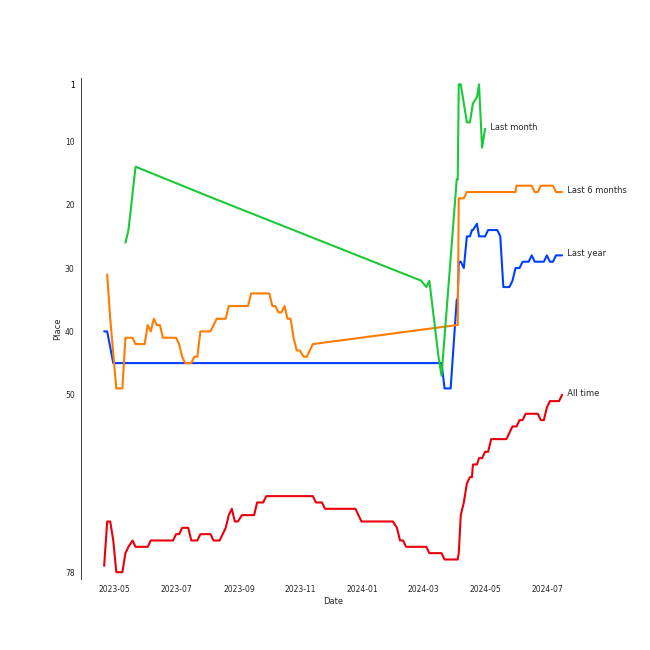 1
10
20
30
40
50
78
Place
Last month
Last 6 months
Last year
All time
2023-05 2023-07 2023-09 2023-11 2024-01 2024-03 2024-05 2024-07
Date